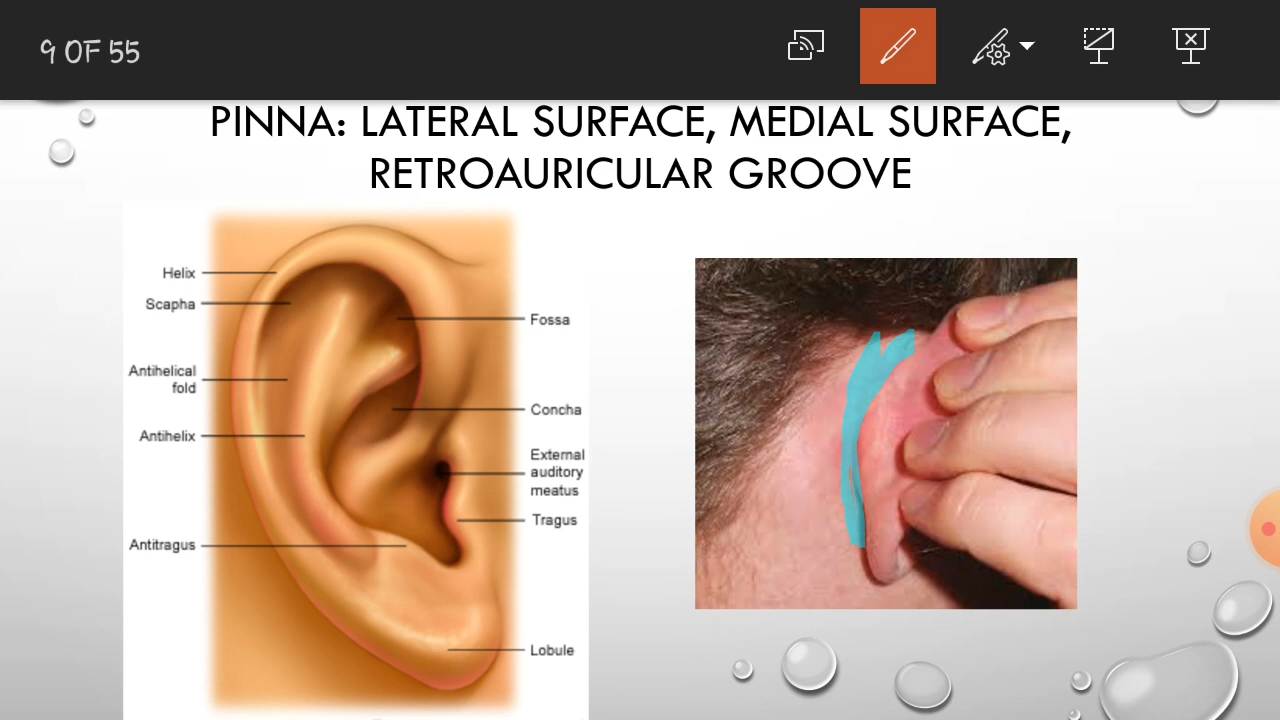 9 OF 55
PINNA: LATERAL SURFACE, MEDIAL SURFACE,
RETROAURICULAR GROOVE
Helix
Scapha
Antihelical
fold
Antihelix
Antitragus
Fossa
Concha
External
auditory
meatus
Tragus
Lobule